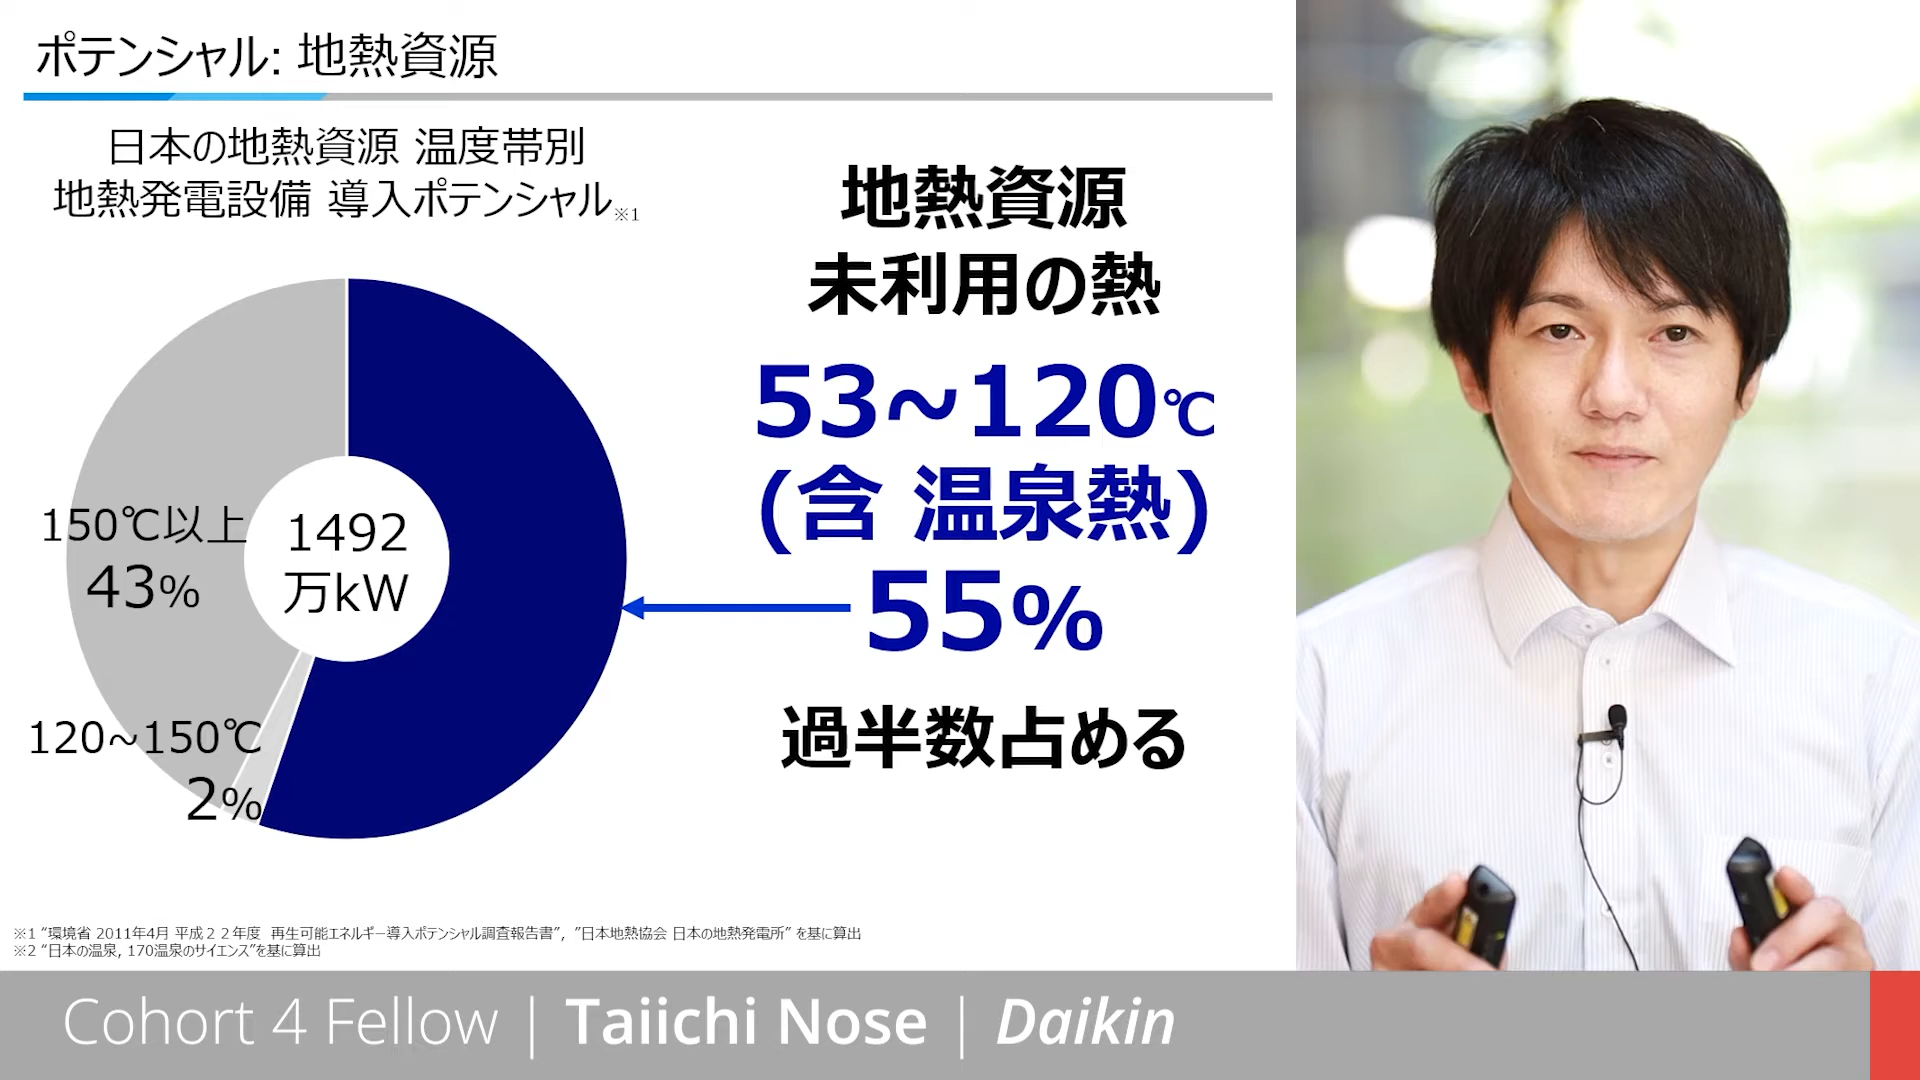 ポテンシャル: 地熱資源
日本の地熱資源 温度帯別
地熱発電設備 導入ポテンシャル※1
150℃以上
43%
1492
万kW
120~150℃
2%
地熱資源
未利用の熱
53~120℃
(含 温泉熱)
55%
過半数占める
※1 "環境省 2011年4月 平成２２年度 再生可能エネルギー導入ポテンシャル調査報告書", "日本地熱協会 日本の地熱発電所" を基に算出
※2 "日本の温泉, 170温泉のサイエンス"を基に算出
Cohort 4 Fellow | Taiichi Nose | Daikin